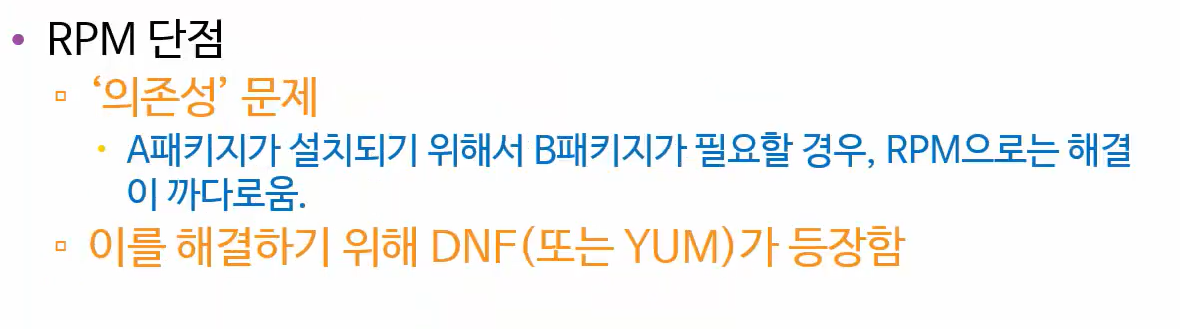 • RPM 단점
▫ ‘의존성’ 문제
• A패키지가 설치되기 위해서 B패키지가 필요할 경우, RPM으로는 해결
이 까다로움.
▫ 이를 해결하기 위해 DNF(또는 YUM)가 등장함